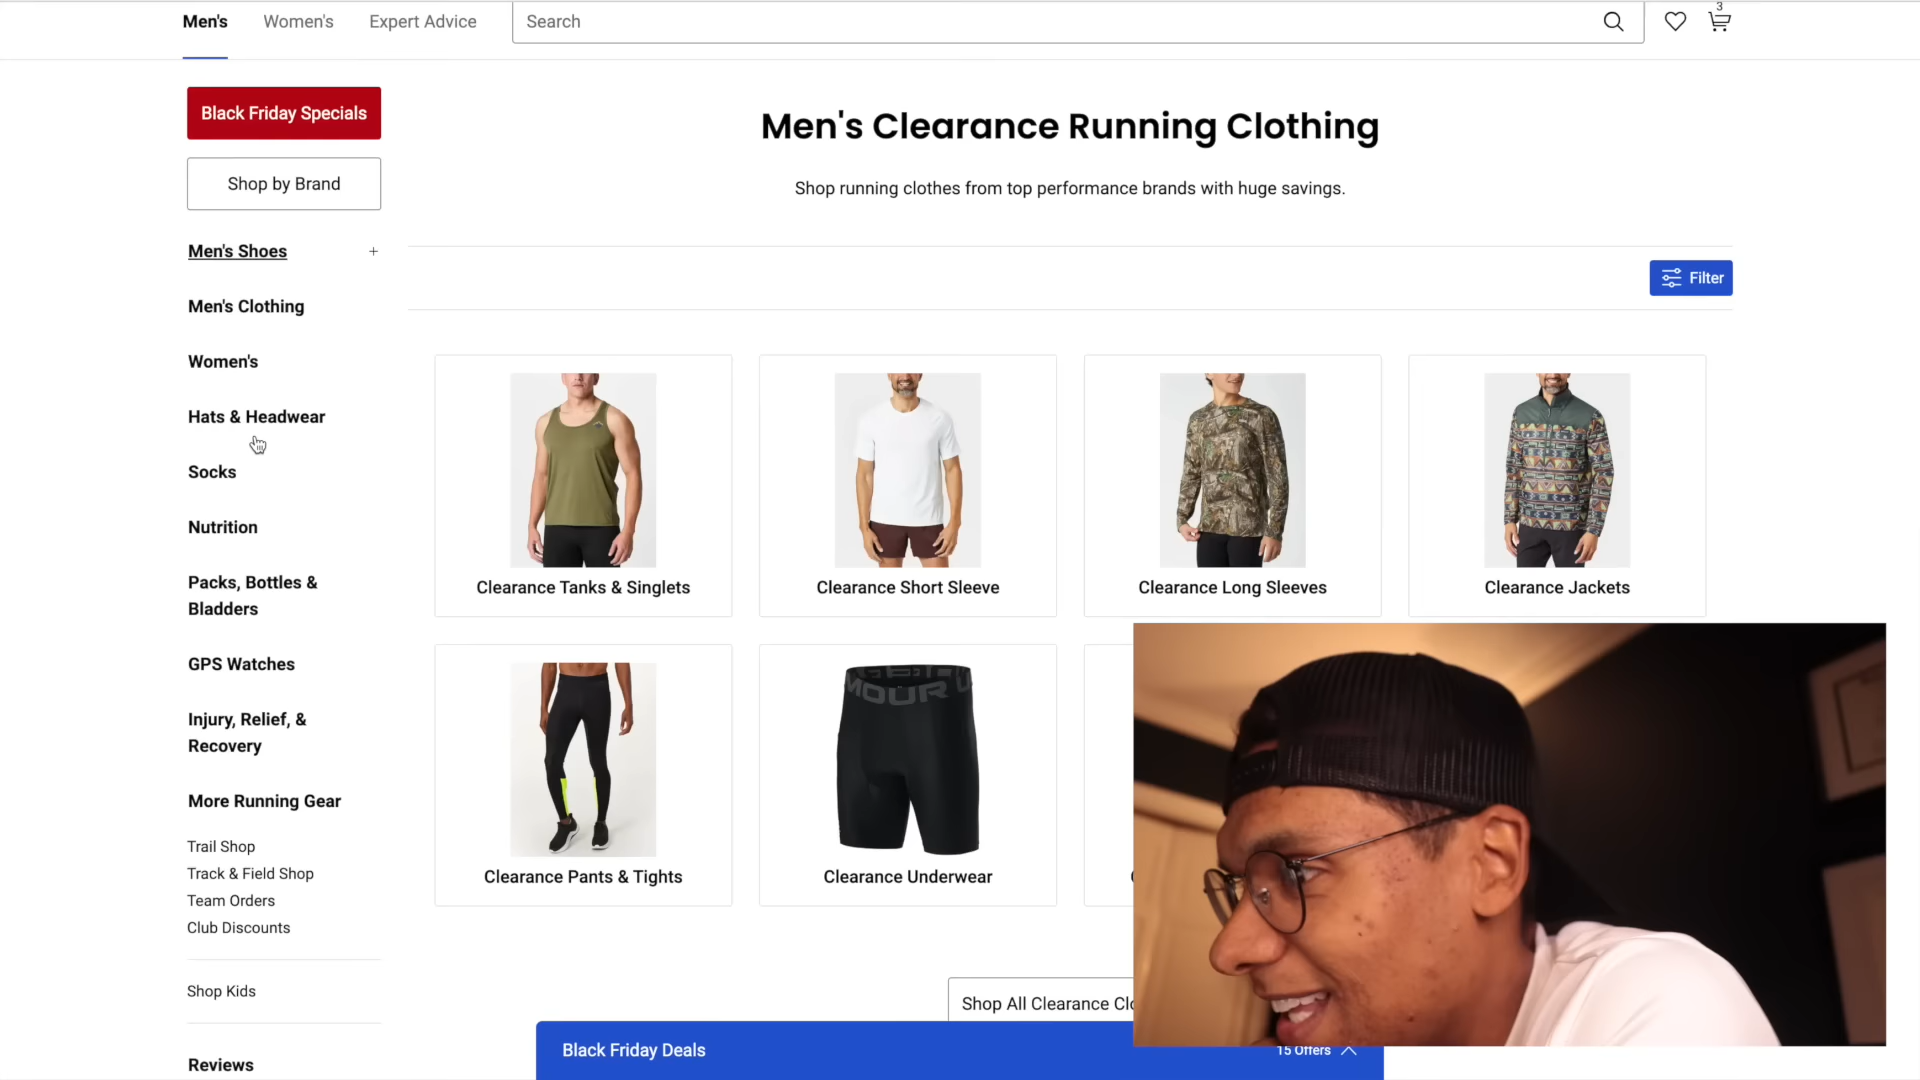 Men's
Women's
Expert Advice
Search
3
Black Friday Specials
Shop by Brand
Men's Shoes +
Men's Clothing
Women's
Hats & Headwear
Socks
Nutrition
Packs, Bottles &
Bladders
GPS Watches
Injury, Relief, &
Recovery
More Running Gear
Trail Shop
Track & Field Shop
Team Orders
Club Discounts
Shop Kids
Reviews
Men's Clearance Running Clothing
Shop running clothes from top performance brands with huge savings.
Filter
Clearance Tanks & Singlets
Clearance Short Sleeve
Clearance Long Sleeves
Clearance Jackets
Clearance Pants & Tights
Clearance Underwear
Shop All Clearance
Black Friday Deals
15 Offers